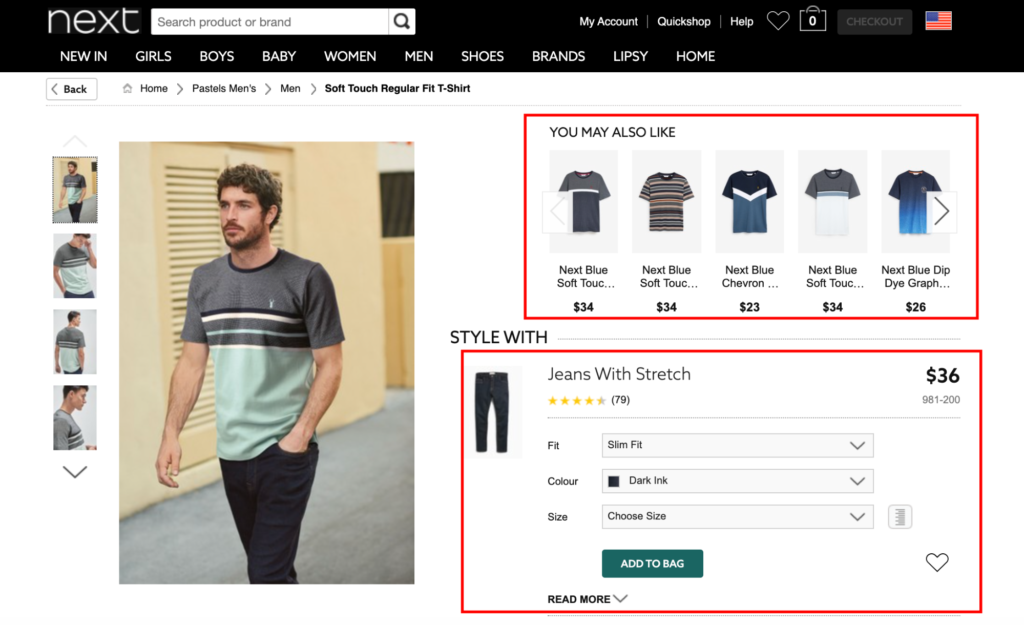 next
Search product or brand
My Account
Quickshop
Help
0
CHECKOUT
NEW IN
GIRLS
BOYS
BABY
WOMEN
MEN
SHOES
BRANDS
LIPSY
HOME
Back
Home
Pastels Men's
Men
Soft Touch Regular Fit T-Shirt
YOU MAY ALSO LIKE
Next Blue
Soft Touc...
$34
Next Blue
Soft Touc...
$34
Next Blue
Chevron ...
$23
Next Blue
Soft Touc...
$34
Next Blue Dip
Dye Graph...
$26
STYLE WITH
Jeans With Stretch
$36
(79)
981-200
Fit
Slim Fit
Colour
Dark Ink
Size
Choose Size
ADD TO BAG
READ MORE